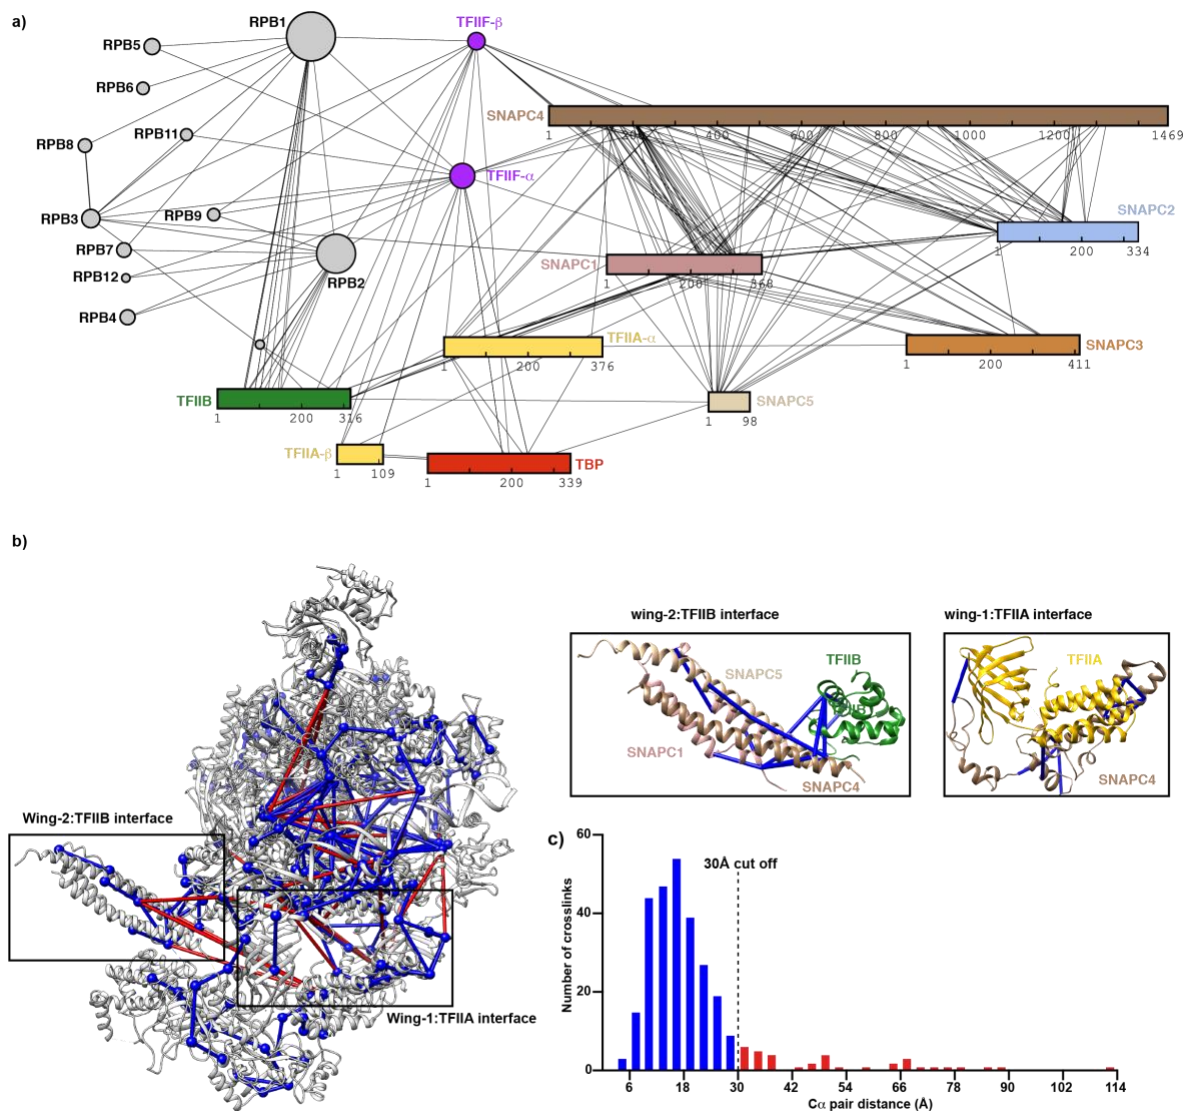 a)
RPB1
TFIIF-β
RPB5
RPB6
SNAPC4
1 200 400 600 800 1000 1200 1469
RPB11
RPB8
TFIIF-α
RPB3
RPB9
SNAPC2
1 200 334
RPB7
SNAPC1
1 200 368
RPB12
RPB2
RPB4
TFIIA-α
1 200 376
SNAPC3
1 200 411
TFIIB
1 200 316
SNAPC5
1 98
TFIIA-β
1 109
TBP
1 200 339
b)
wing-2:TFIIB interface
SNAPC5
TFIIB
SNAPC1
SNAPC4
wing-1:TFIIA interface
TFIIA
SNAPC4
Wing-2:TFIIB interface
Wing-1:TFIIA interface
c)
60
40
20
0
Number of crosslinks
30Å cut off
6 18 30 42 54 66 78 90 102 114
Cα pair distance (Å)